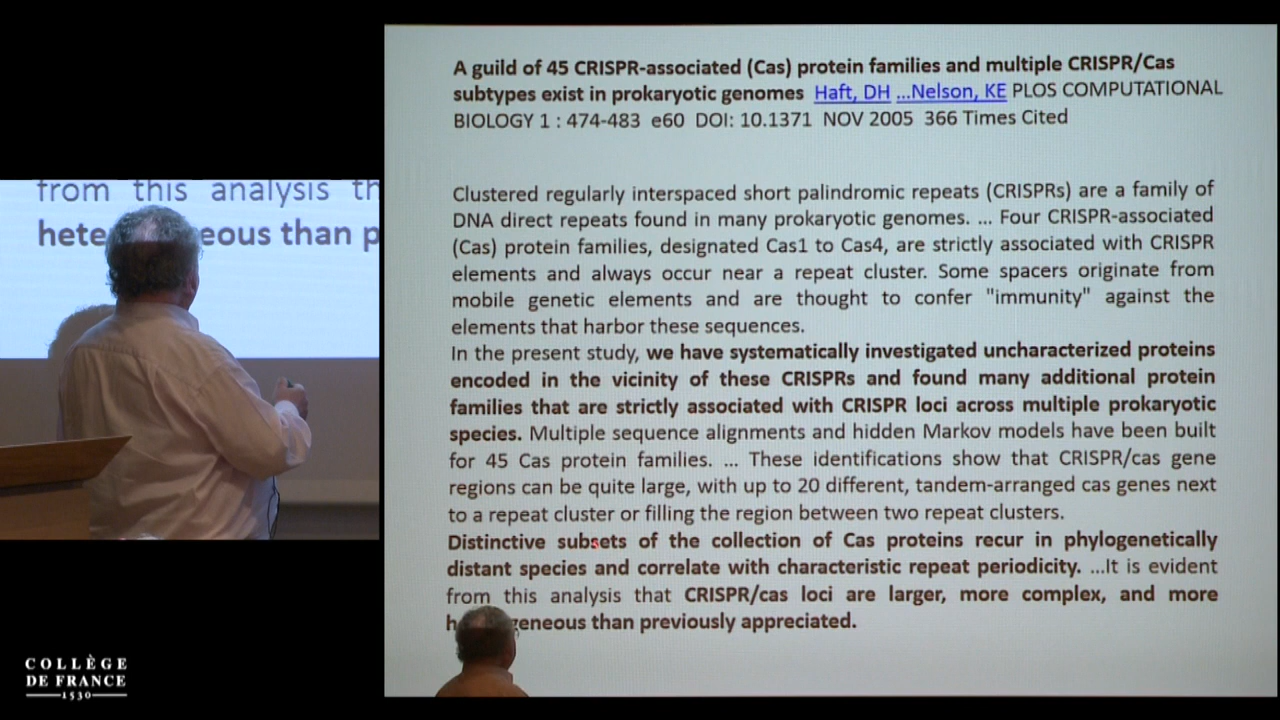 from this analysis th
hete eous than p
A guild of 45 CRISPR-associated (Cas) protein families and multiple CRISPR/Cas
subtypes exist in prokaryotic genomes Haft, DH ...Nelson, KE PLOS COMPUTATIONAL
BIOLOGY 1 : 474-483 e60 DOI: 10.1371 NOV 2005 366 Times Cited
Clustered regularly interspaced short palindromic repeats (CRISPRs) are a family of
DNA direct repeats found in many prokaryotic genomes. ... Four CRISPR-associated
(Cas) protein families, designated Cas1 to Cas4, are strictly associated with CRISPR
elements and always occur near a repeat cluster. Some spacers originate from
mobile genetic elements and are thought to confer "immunity" against the
elements that harbor these sequences.
In the present study, we have systematically investigated uncharacterized proteins
encoded in the vicinity of these CRISPRs and found many additional protein
families that are strictly associated with CRISPR loci across multiple prokaryotic
species. Multiple sequence alignments and hidden Markov models have been built
for 45 Cas protein families. ... These identifications show that CRISPR/cas gene
regions can be quite large, with up to 20 different, tandem-arranged cas genes next
to a repeat cluster or filling the region between two repeat clusters.
Distinctive subsets of the collection of Cas proteins recur in phylogenetically
distant species and correlate with characteristic repeat periodicity. ...It is evident
from this analysis that CRISPR/cas loci are larger, more complex, and more
h geneous than previously appreciated.
COLLÈGE
DE FRANCE
1530